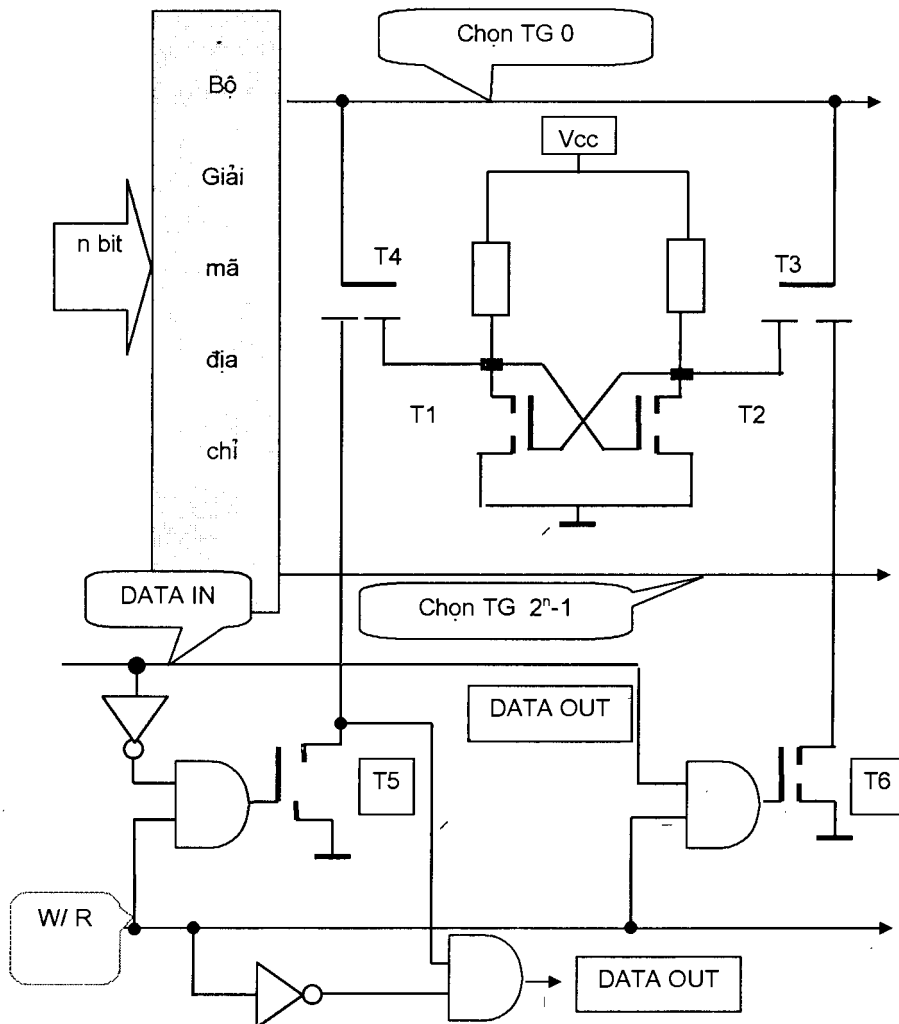 Chọn TG 0
Bộ
Giải
mã
địa
chỉ
n bit
Vcc
T4
T3
T1
T2
DATA IN
Chọn TG 2ⁿ-1
DATA OUT
T5
T6
W/ R
DATA OUT